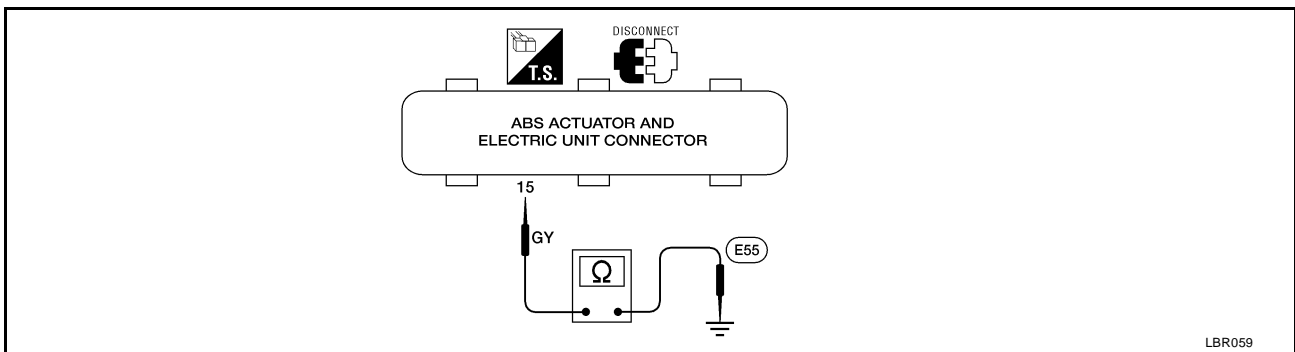 DISCONNECT
T.S.
ABS ACTUATOR AND
ELECTRIC UNIT CONNECTOR
15
GY
E55
Ω
LBR059